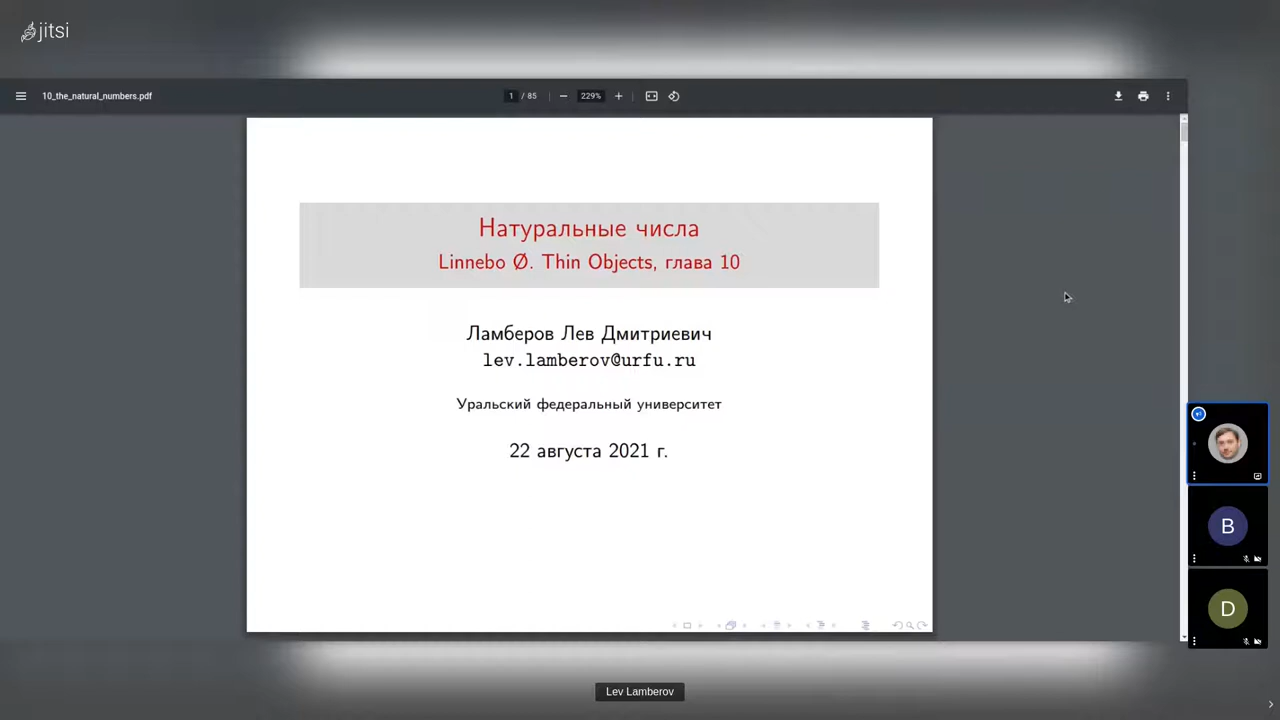 jitsi
10_the_natural_numbers.pdf
1 / 85
229%
Натуральные числа
Linnebo Ø. Thin Objects, глава 10
Ламберов Лев Дмитриевич
lev.lamberov@urfu.ru
Уральский федеральный университет
22 августа 2021 г.
B
D
Lev Lamberov